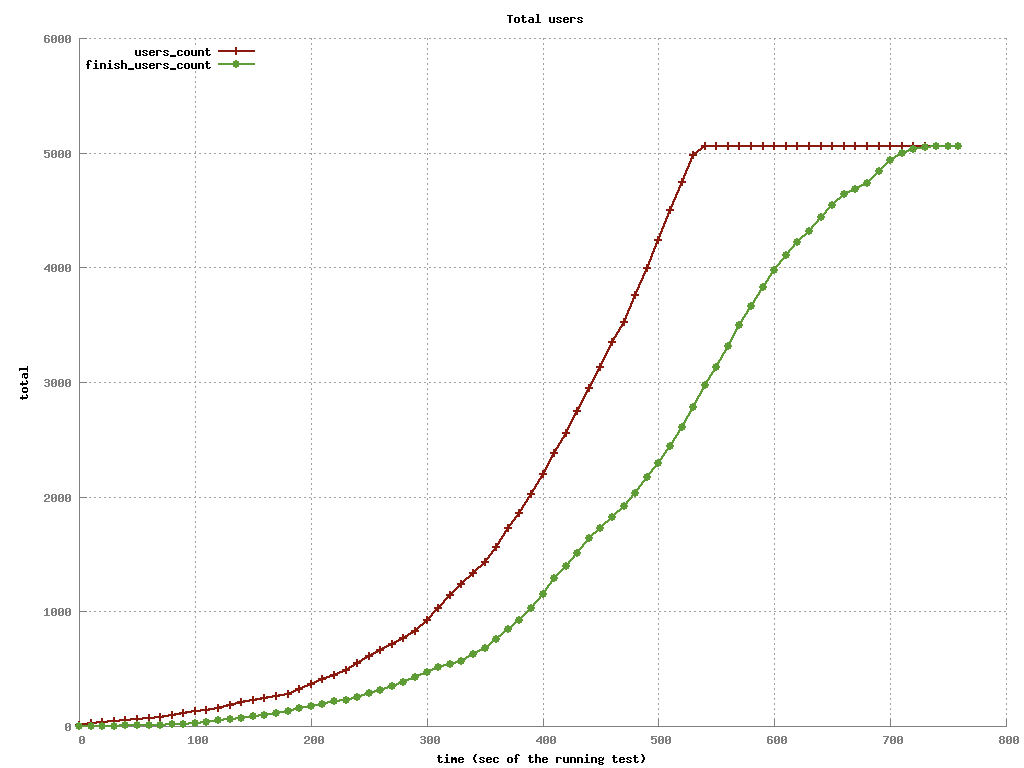 Total users
6000
users_count
finish_users_count
5000
4000
3000
total
2000
1000
0
0 100 200 300 400 500 600 700 800
time (sec of the running test)